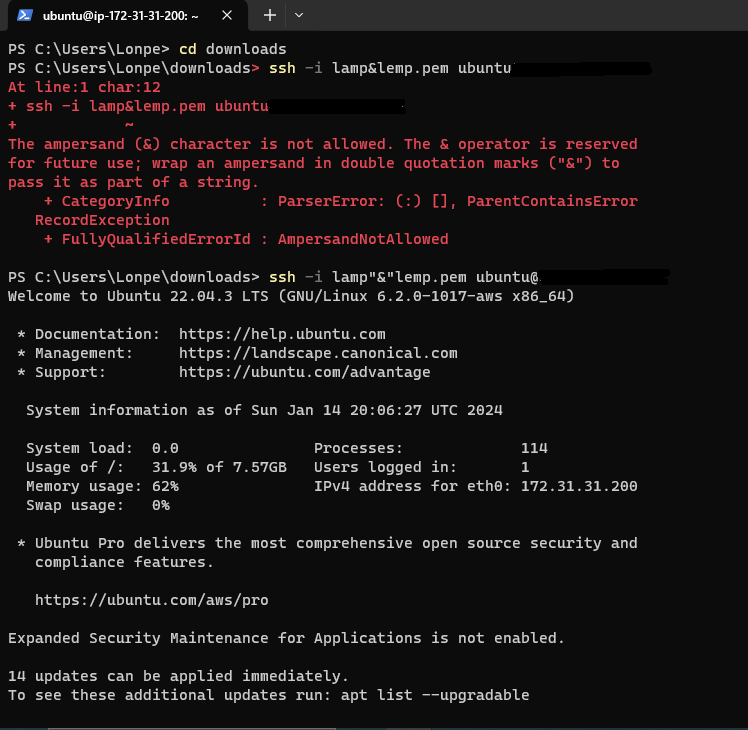 ubuntu@ip-172-31-31-200: ~
PS C:\Users\Lonpe> cd downloads
PS C:\Users\Lonpe\downloads> ssh -i lamp&lemp.pem ubuntu
At line:1 char:12
+ ssh -i lamp&lemp.pem ubuntu
+            ~
The ampersand (&) character is not allowed. The & operator is reserved
for future use; wrap an ampersand in double quotation marks ("&") to
pass it as part of a string.
    + CategoryInfo          : ParserError: (:) [], ParentContainsError
   RecordException
    + FullyQualifiedErrorId : AmpersandNotAllowed
PS C:\Users\Lonpe\downloads> ssh -i lamp"&"lemp.pem ubuntu@
Welcome to Ubuntu 22.04.3 LTS (GNU/Linux 6.2.0-1017-aws x86_64)
 * Documentation:  https://help.ubuntu.com
 * Management:     https://landscape.canonical.com
 * Support:        https://ubuntu.com/advantage
  System information as of Sun Jan 14 20:06:27 UTC 2024
  System load:  0.0               Processes:             114
  Usage of /:   31.9% of 7.57GB   Users logged in:       1
  Memory usage: 62%               IPv4 address for eth0: 172.31.31.200
  Swap usage:   0%
 * Ubuntu Pro delivers the most comprehensive open source security and
   compliance features.
   https://ubuntu.com/aws/pro
Expanded Security Maintenance for Applications is not enabled.
14 updates can be applied immediately.
To see these additional updates run: apt list --upgradable